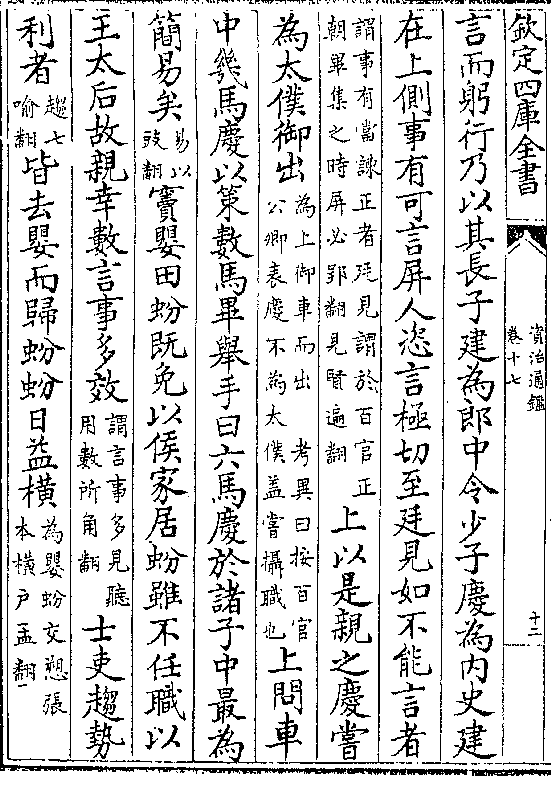 欽定四庫全書
資治通鑑
卷十七
十二
言而躬行乃以其長子建為郎中令少子慶為内史建
在上側事有可言屏人恣言極切至廷見如不能言者
謂事有當諫正者廷見謂於百官正
朝畢集之時屏必郢翻見賢遍翻
上以是親之慶嘗
為太僕御出
為上御車而出 考異曰按百官
公卿表慶不為太僕盖嘗攝職也
上問車
中幾馬慶以策數馬畢舉手曰六馬慶於諸子中最為
簡易矣
易以
豉翻
竇嬰田蚡既免以侯家居蚡雖不任職以
王太后故親幸數言事多效
謂言事多見聽
用數所角翻
士吏趨勢
利者
趨七
喻翻
皆去嬰而歸蚡蚡日益橫
為嬰蚡交愬張
本横戶孟翻